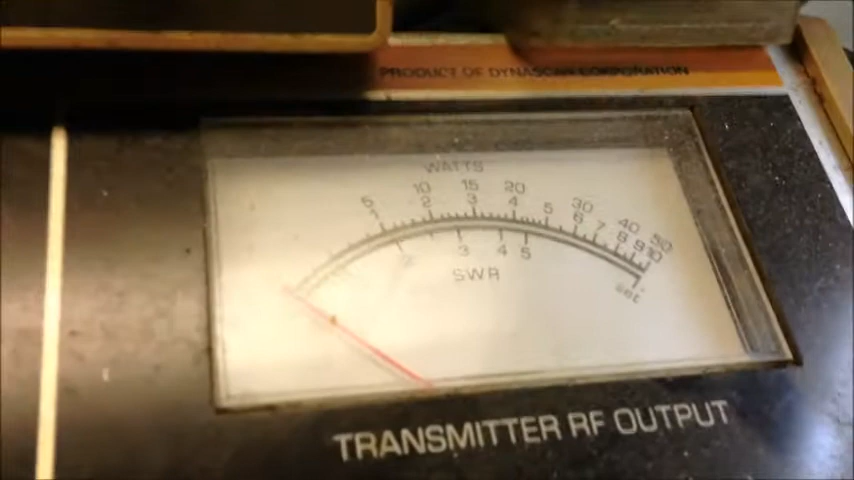 PRODUCT OF DYNASCAN CORPORATION
WATTS
5 10 15 20 30 40 50
1 2 3 4 5 6 7 8 9 10
2 3 4 5
SWR
set
TRANSMITTER RF OUTPUT